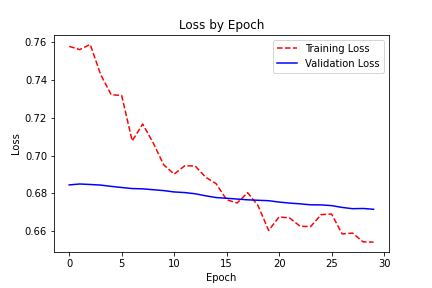 Loss by Epoch
Training Loss
Validation Loss
Loss
0.76
0.74
0.72
0.70
0.68
0.66
0 5 10 15 20 25 30
Epoch